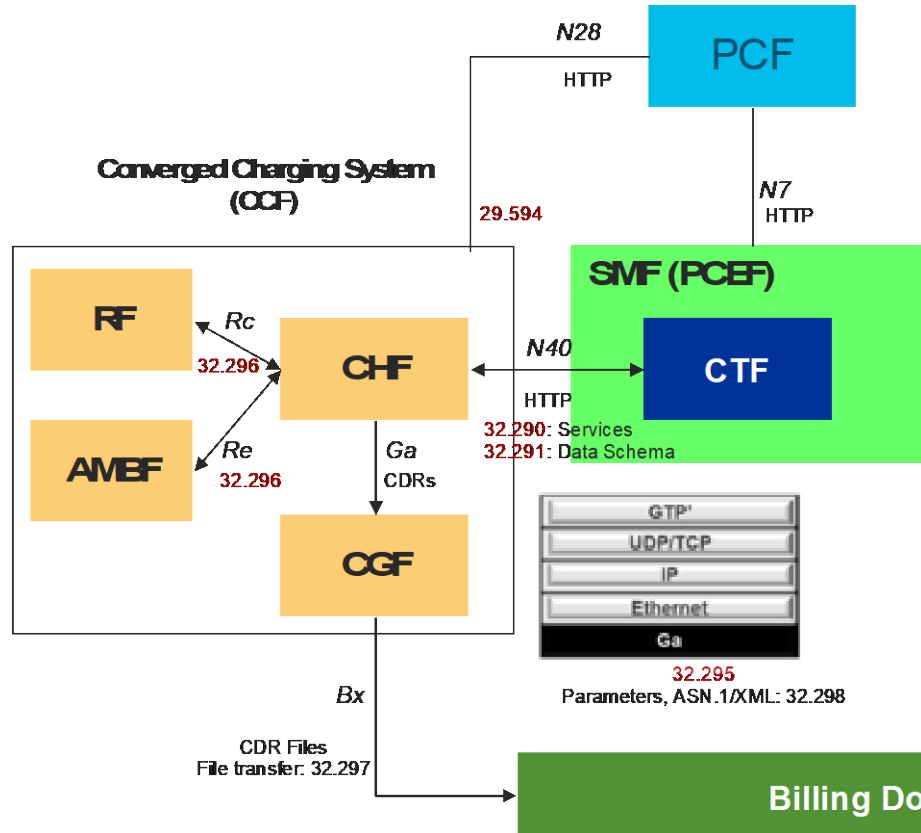 N28
PCF
HTTP
Converged Charging System
(OCF)
29.594
N7
HTTP
SMF (PCEF)
RF
Rc
32.296
CHF
N40
CTF
HTTP
32.290: Services
32.291: Data Schema
AMBF
Re
32.296
Ga
CDRs
CGF
GTP'
UDP/TCP
IP
Ethernet
Ga
32.295
Parameters, ASN.1/XML: 32.298
Bx
CDR Files
File transfer: 32.297
Billing Do